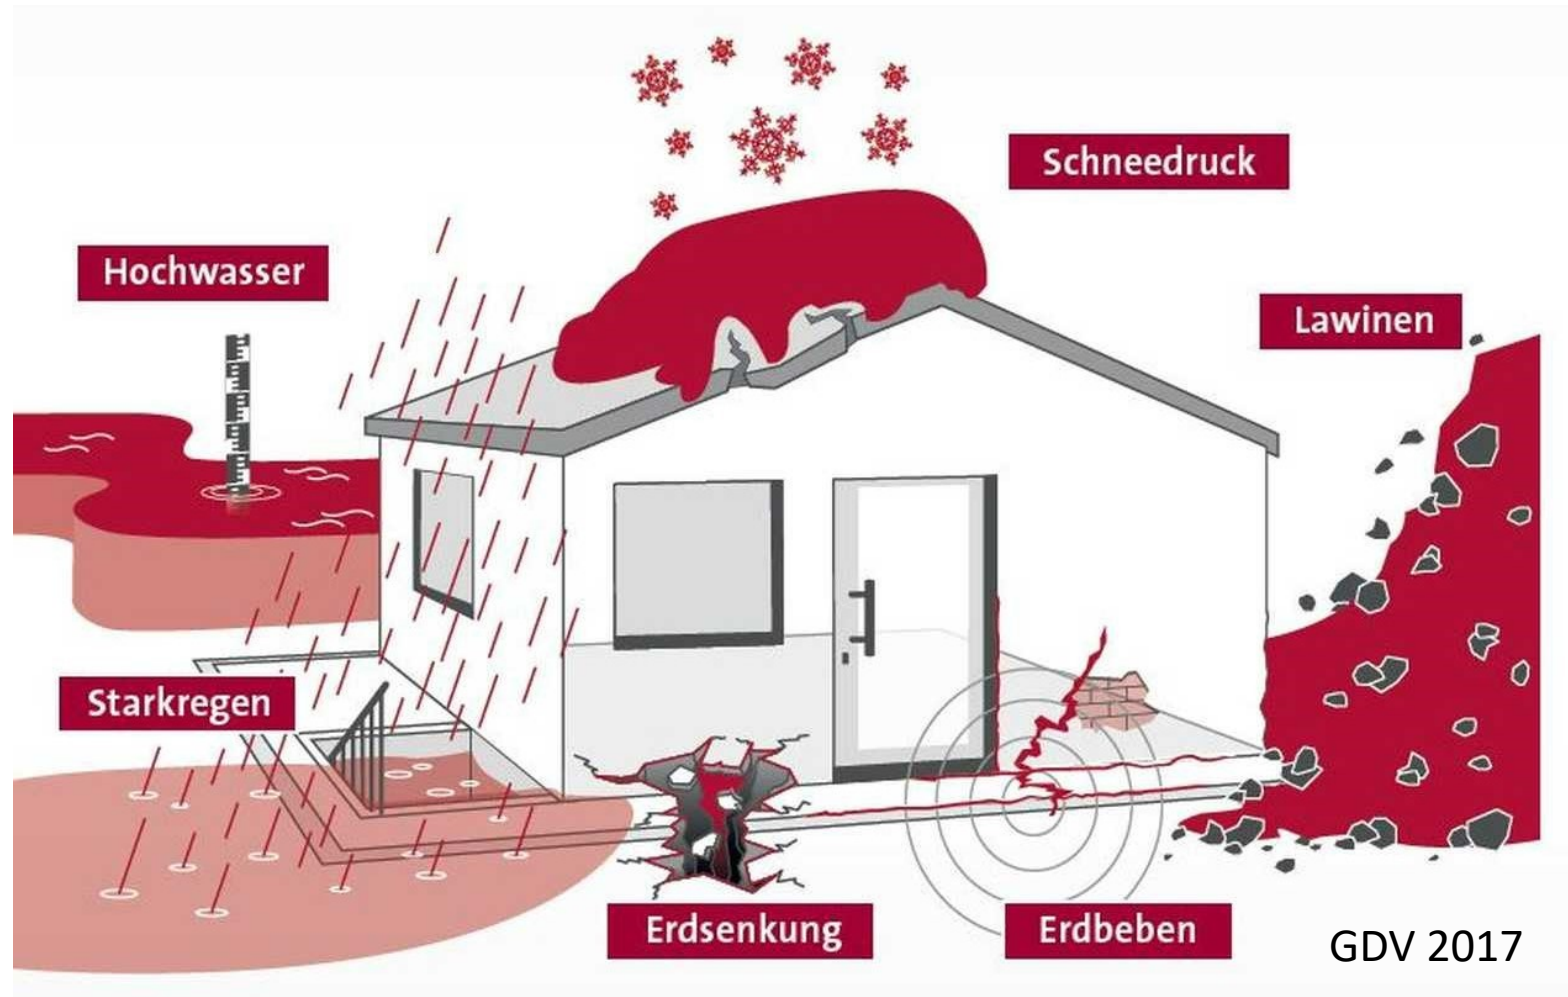 Schneedruck
Hochwasser
Lawinen
Starkregen
Erdsenkung
Erdbeben
GDV 2017